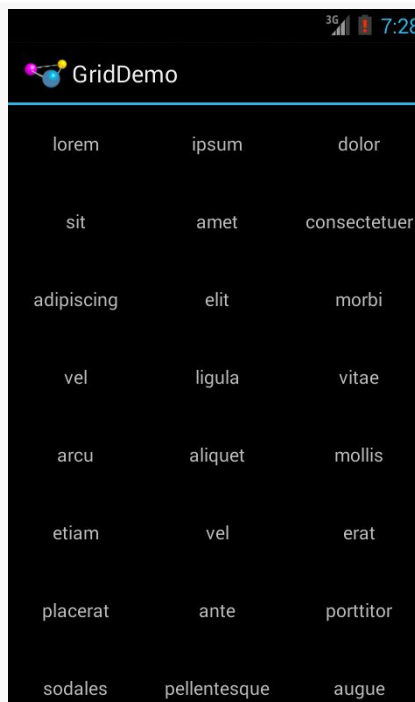 3G 7:28
GridDemo
lorem ipsum dolor
sit amet consectetuer
adipiscing elit morbi
vel ligula vitae
arcu aliquet mollis
etiam vel erat
placerat ante porttitor
sodales pellentesque augue